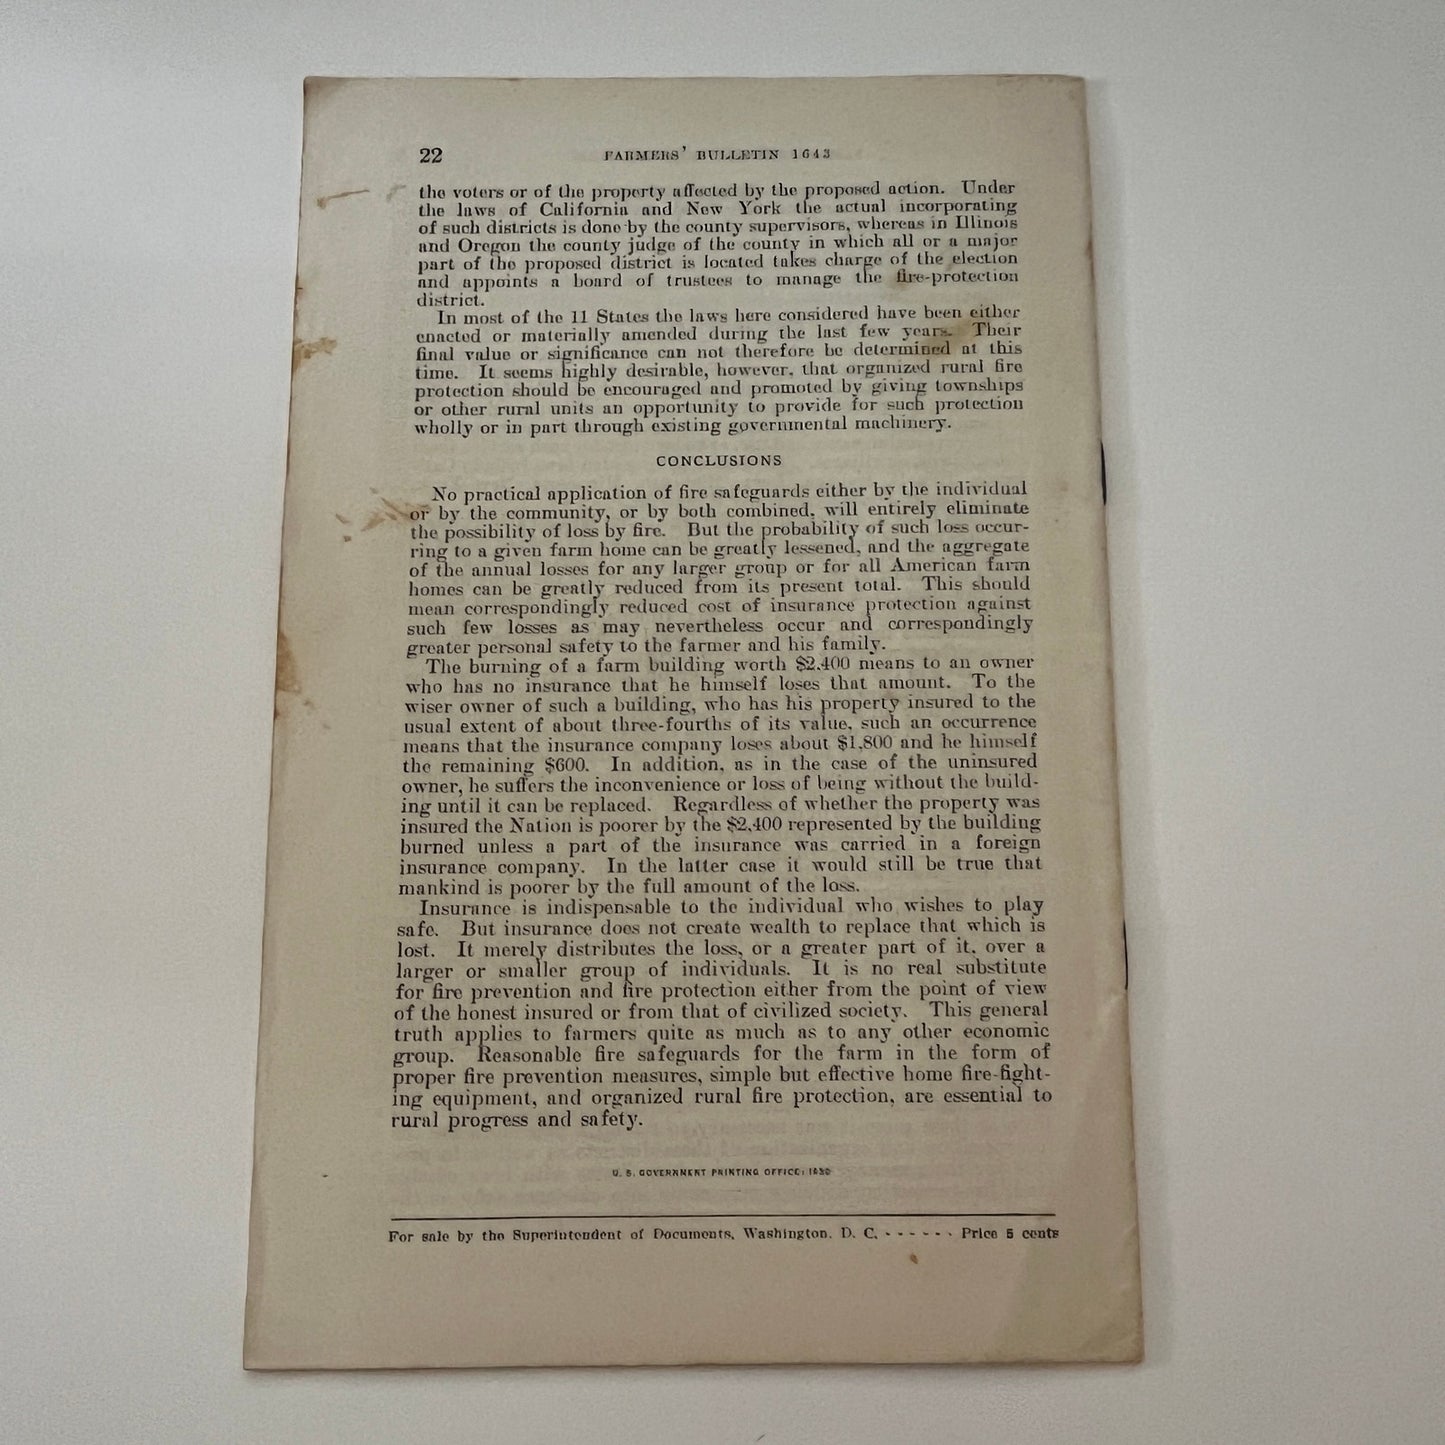 22
FARMERS' BULLETIN 1643
the voters or of the property affected by the proposed action. Under
the laws of California and New York the actual incorporating
of such districts is done by the county supervisors, whereas in Illinois
and Oregon the county judge of the county in which all or a major
part of the proposed district is located takes charge of the election
and appoints a board of trustees to manage the fire-protection
district.
In most of the 11 States the laws here considered have been either
enacted or materially amended during the last few years. Their
final value or significance can not therefore be determined at this
time. It seems highly desirable, however, that organized rural fire
protection should be encouraged and promoted by giving townships
or other rural units an opportunity to provide for such protection
wholly or in part through existing governmental machinery.
CONCLUSIONS
No practical application of fire safeguards either by the individual
or by the community, or by both combined, will entirely eliminate
the possibility of loss by fire. But the probability of such loss occur-
ring to a given farm home can be greatly lessened, and the aggregate
of the annual losses for any larger group or for all American farm
homes can be greatly reduced from its present total. This should
mean correspondingly reduced cost of insurance protection against
such few losses as may nevertheless occur and correspondingly
greater personal safety to the farmer and his family.
The burning of a farm building worth $2,400 means to an owner
who has no insurance that he himself loses that amount. To the
wiser owner of such a building, who has his property insured to the
usual extent of about three-fourths of its value, such an occurrence
means that the insurance company loses about $1,800 and he himself
the remaining $600. In addition, as in the case of the uninsured
owner, he suffers the inconvenience or loss of being without the build-
ing until it can be replaced. Regardless of whether the property was
insured the Nation is poorer by the $2,400 represented by the building
burned unless a part of the insurance was carried in a foreign
insurance company. In the latter case it would still be true that
mankind is poorer by the full amount of the loss.
Insurance is indispensable to the individual who wishes to play
safe. But insurance does not create wealth to replace that which is
lost. It merely distributes the loss, or a greater part of it, over a
larger or smaller group of individuals. It is no real substitute
for fire prevention and fire protection either from the point of view
of the honest insured or from that of civilized society. This general
truth applies to farmers quite as much as to any other economic
group. Reasonable fire safeguards for the farm in the form of
proper fire prevention measures, simple but effective home fire-fight-
ing equipment, and organized rural fire protection, are essential to
rural progress and safety.
U. S. GOVERNMENT PRINTING OFFICE:
For sale by the Superintendent of Documents, Washington, D. C. - - - - - - Price 5 cents